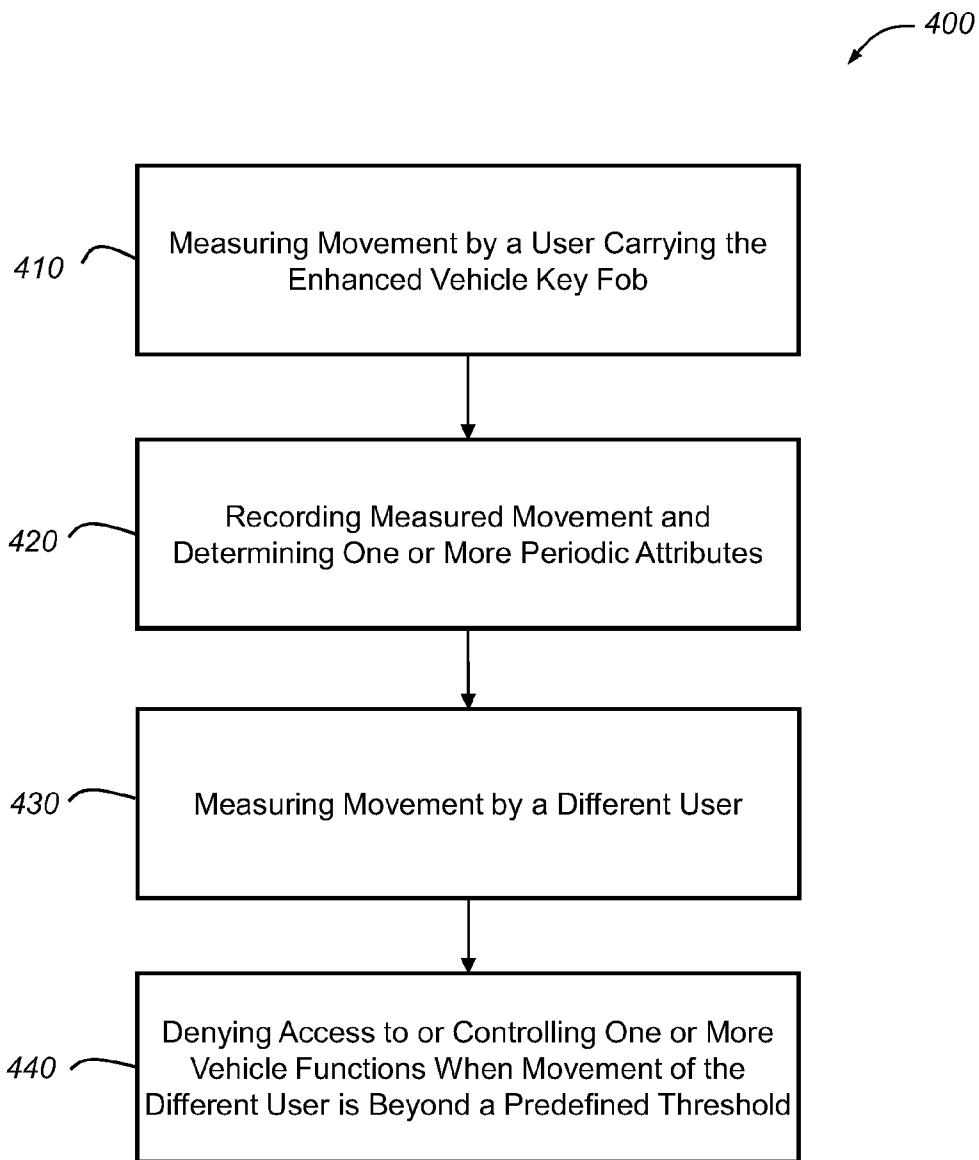 400
410
Measuring Movement by a User Carrying the
Enhanced Vehicle Key Fob
420
Recording Measured Movement and
Determining One or More Periodic Attributes
430
Measuring Movement by a Different User
440
Denying Access to or Controlling One or More
Vehicle Functions When Movement of the
Different User is Beyond a Predefined Threshold